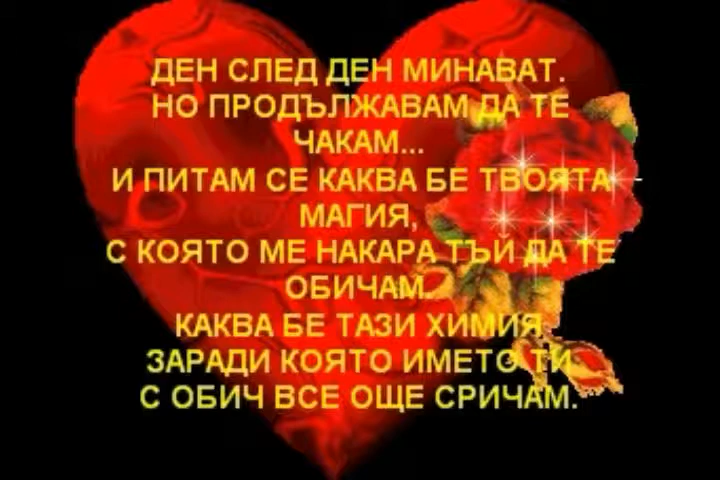 ДЕН СЛЕД ДЕН МИНАВАТ.
НО ПРОДЪЛЖАВАМ ДА ТЕ
ЧАКАМ...
И ПИТАМ СЕ КАКВА БЕ ТВОЯТА
МАГИЯ,
С КОЯТО МЕ НАКАРА ТЪЙ ДА ТЕ
ОБИЧАМ.
КАКВА БЕ ТАЗИ ХИМИЯ,
ЗАРАДИ КОЯТО ИМЕТО ТИ
С ОБИЧ ВСЕ ОЩЕ СРИЧАМ.